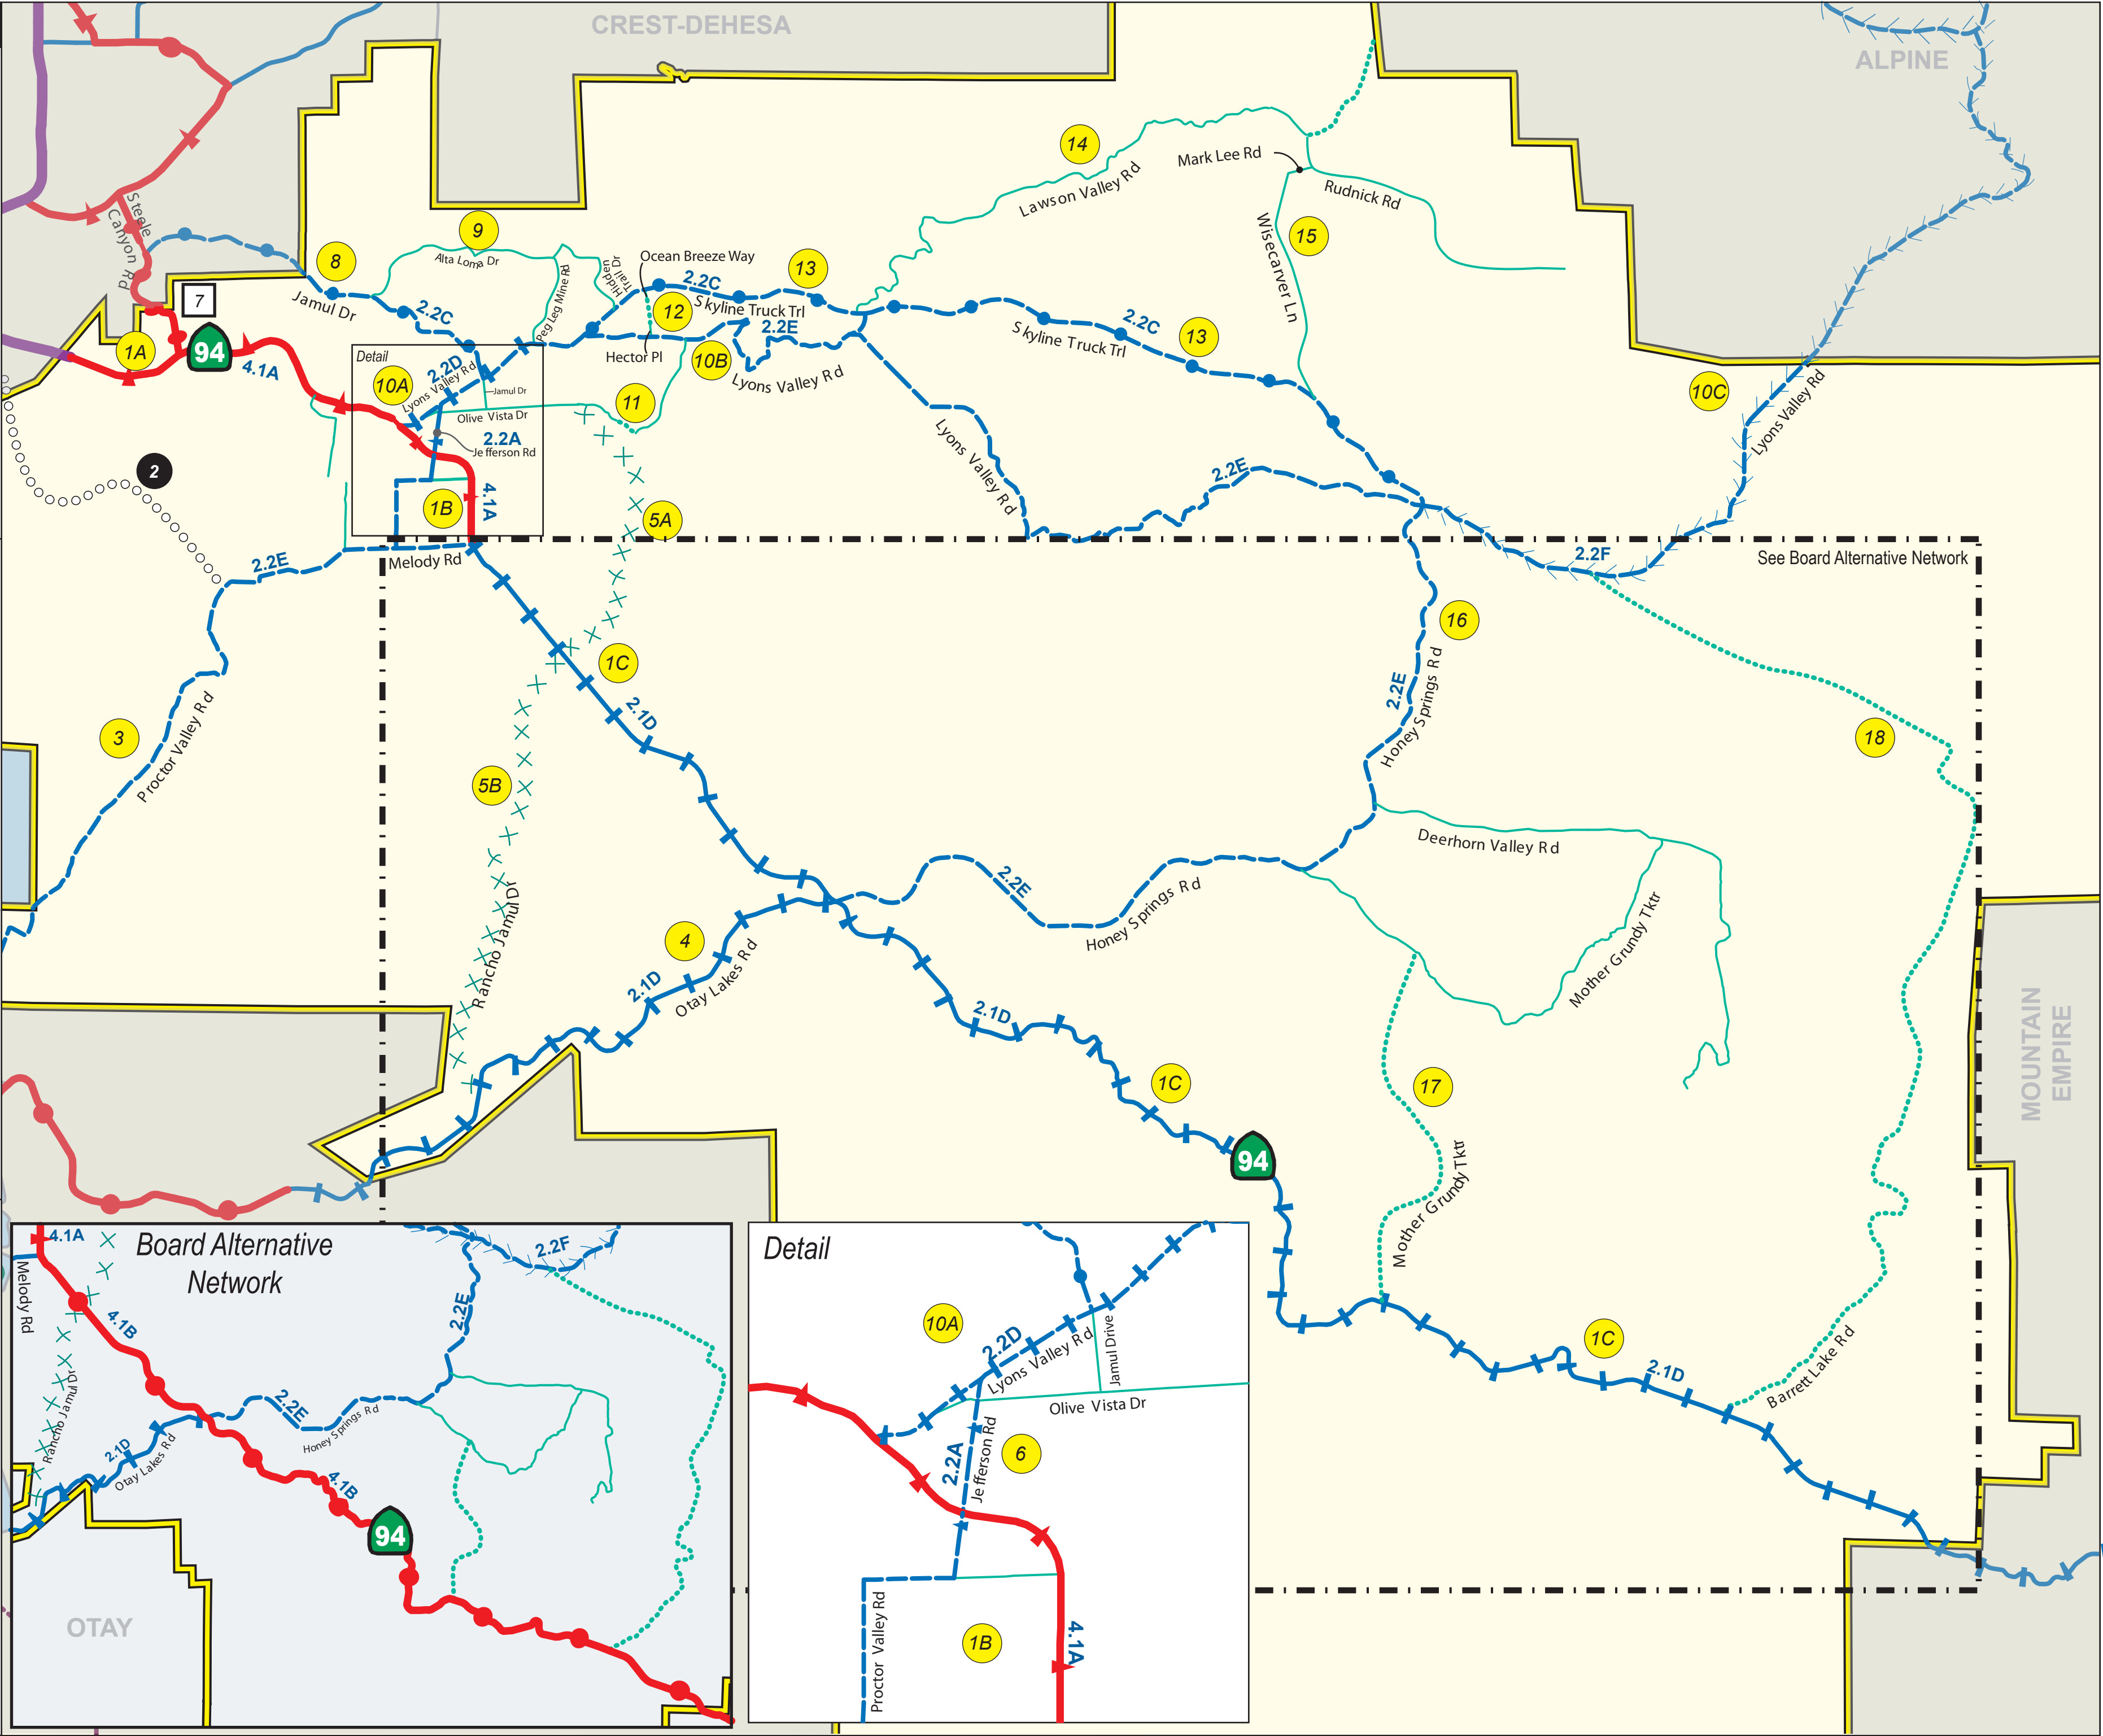 CREST-DEHESA
ALPINE
Steele
Canyon Rd
14
Mark Lee Rd
Lawson Valley Rd
Rudnick Rd
9
Wisecarver Ln
15
8
Alta Loma Dr
Hidden
Trail Dr
Ocean Breeze Way
13
7
Jamul Dr
2.2C
Peg Leg Mine Rd
2.2C
Skyline Truck Trl
12
2.2E
2.2C
Skyline Truck Trl
13
1A
94
4.1A
Detail
10A
2.2D
Lyons Valley Rd
Jamul Dr
Hector Pl
10B
Lyons Valley Rd
10C
Lyons Valley Rd
11
Olive Vista Dr
2.2A
Jefferson Rd
Lyons Valley Rd
2.2E
2
1B
4.1A
5A
2.2E
Melody Rd
2.2F
See Board Alternative Network
16
2.2E
Honey Springs Rd
1C
2.1D
3
Proctor Valley Rd
18
5B
Deerhorn Valley Rd
Rancho Jamul Dr
2.2E
Honey Springs Rd
4
2.1D
Otay Lakes Rd
Mother Grundy Tktr
2.1D
MOUNTAIN
EMPIRE
1C
17
94
Mother Grundy Tktr
1C
2.1D
Barrett Lake Rd
Board Alternative
Network
4.1A
Melody Rd
4.1B
2.2F
2.2E
Rancho Jamul Dr
2.2E
Honey Springs Rd
2.1D
Otay Lakes Rd
4.1B
94
OTAY
Detail
10A
2.2D
Lyons Valley Rd
Jamul Drive
Olive Vista Dr
2.2A
Jefferson Rd
6
Proctor Valley Rd
1B
4.1A